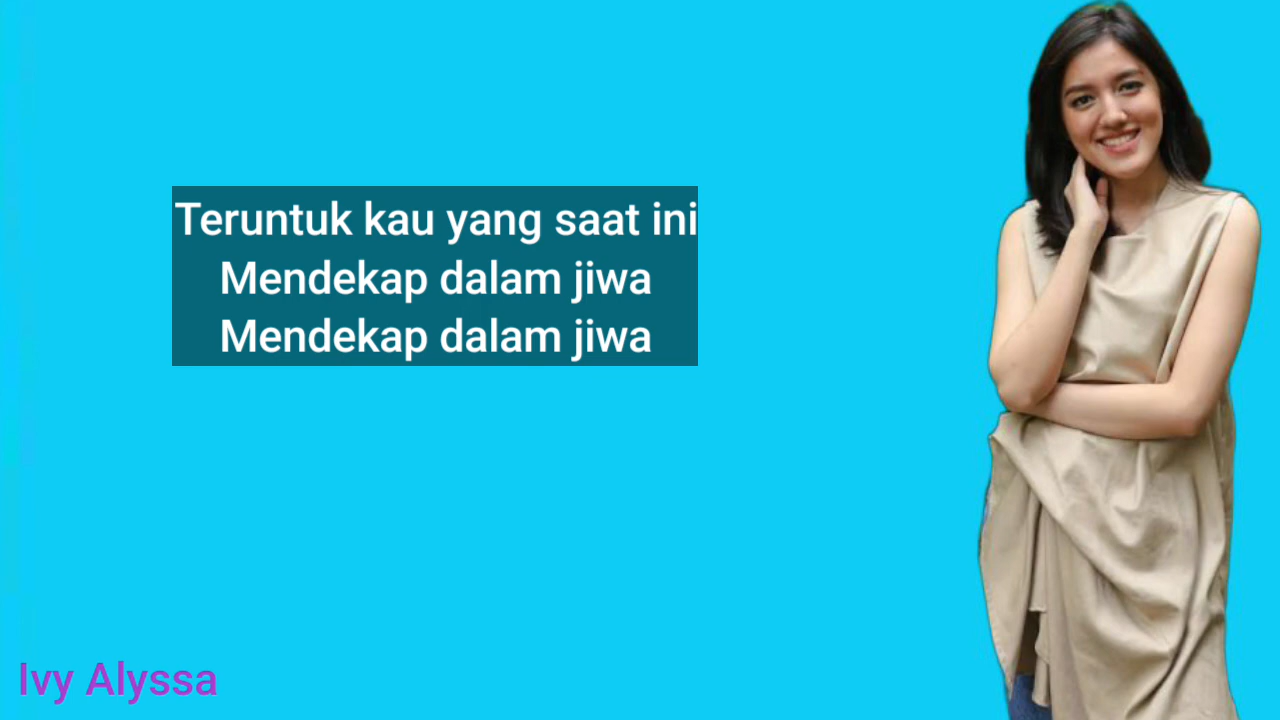 Teruntuk kau yang saat ini
Mendekap dalam jiwa
Mendekap dalam jiwa
Ivy Alyssa